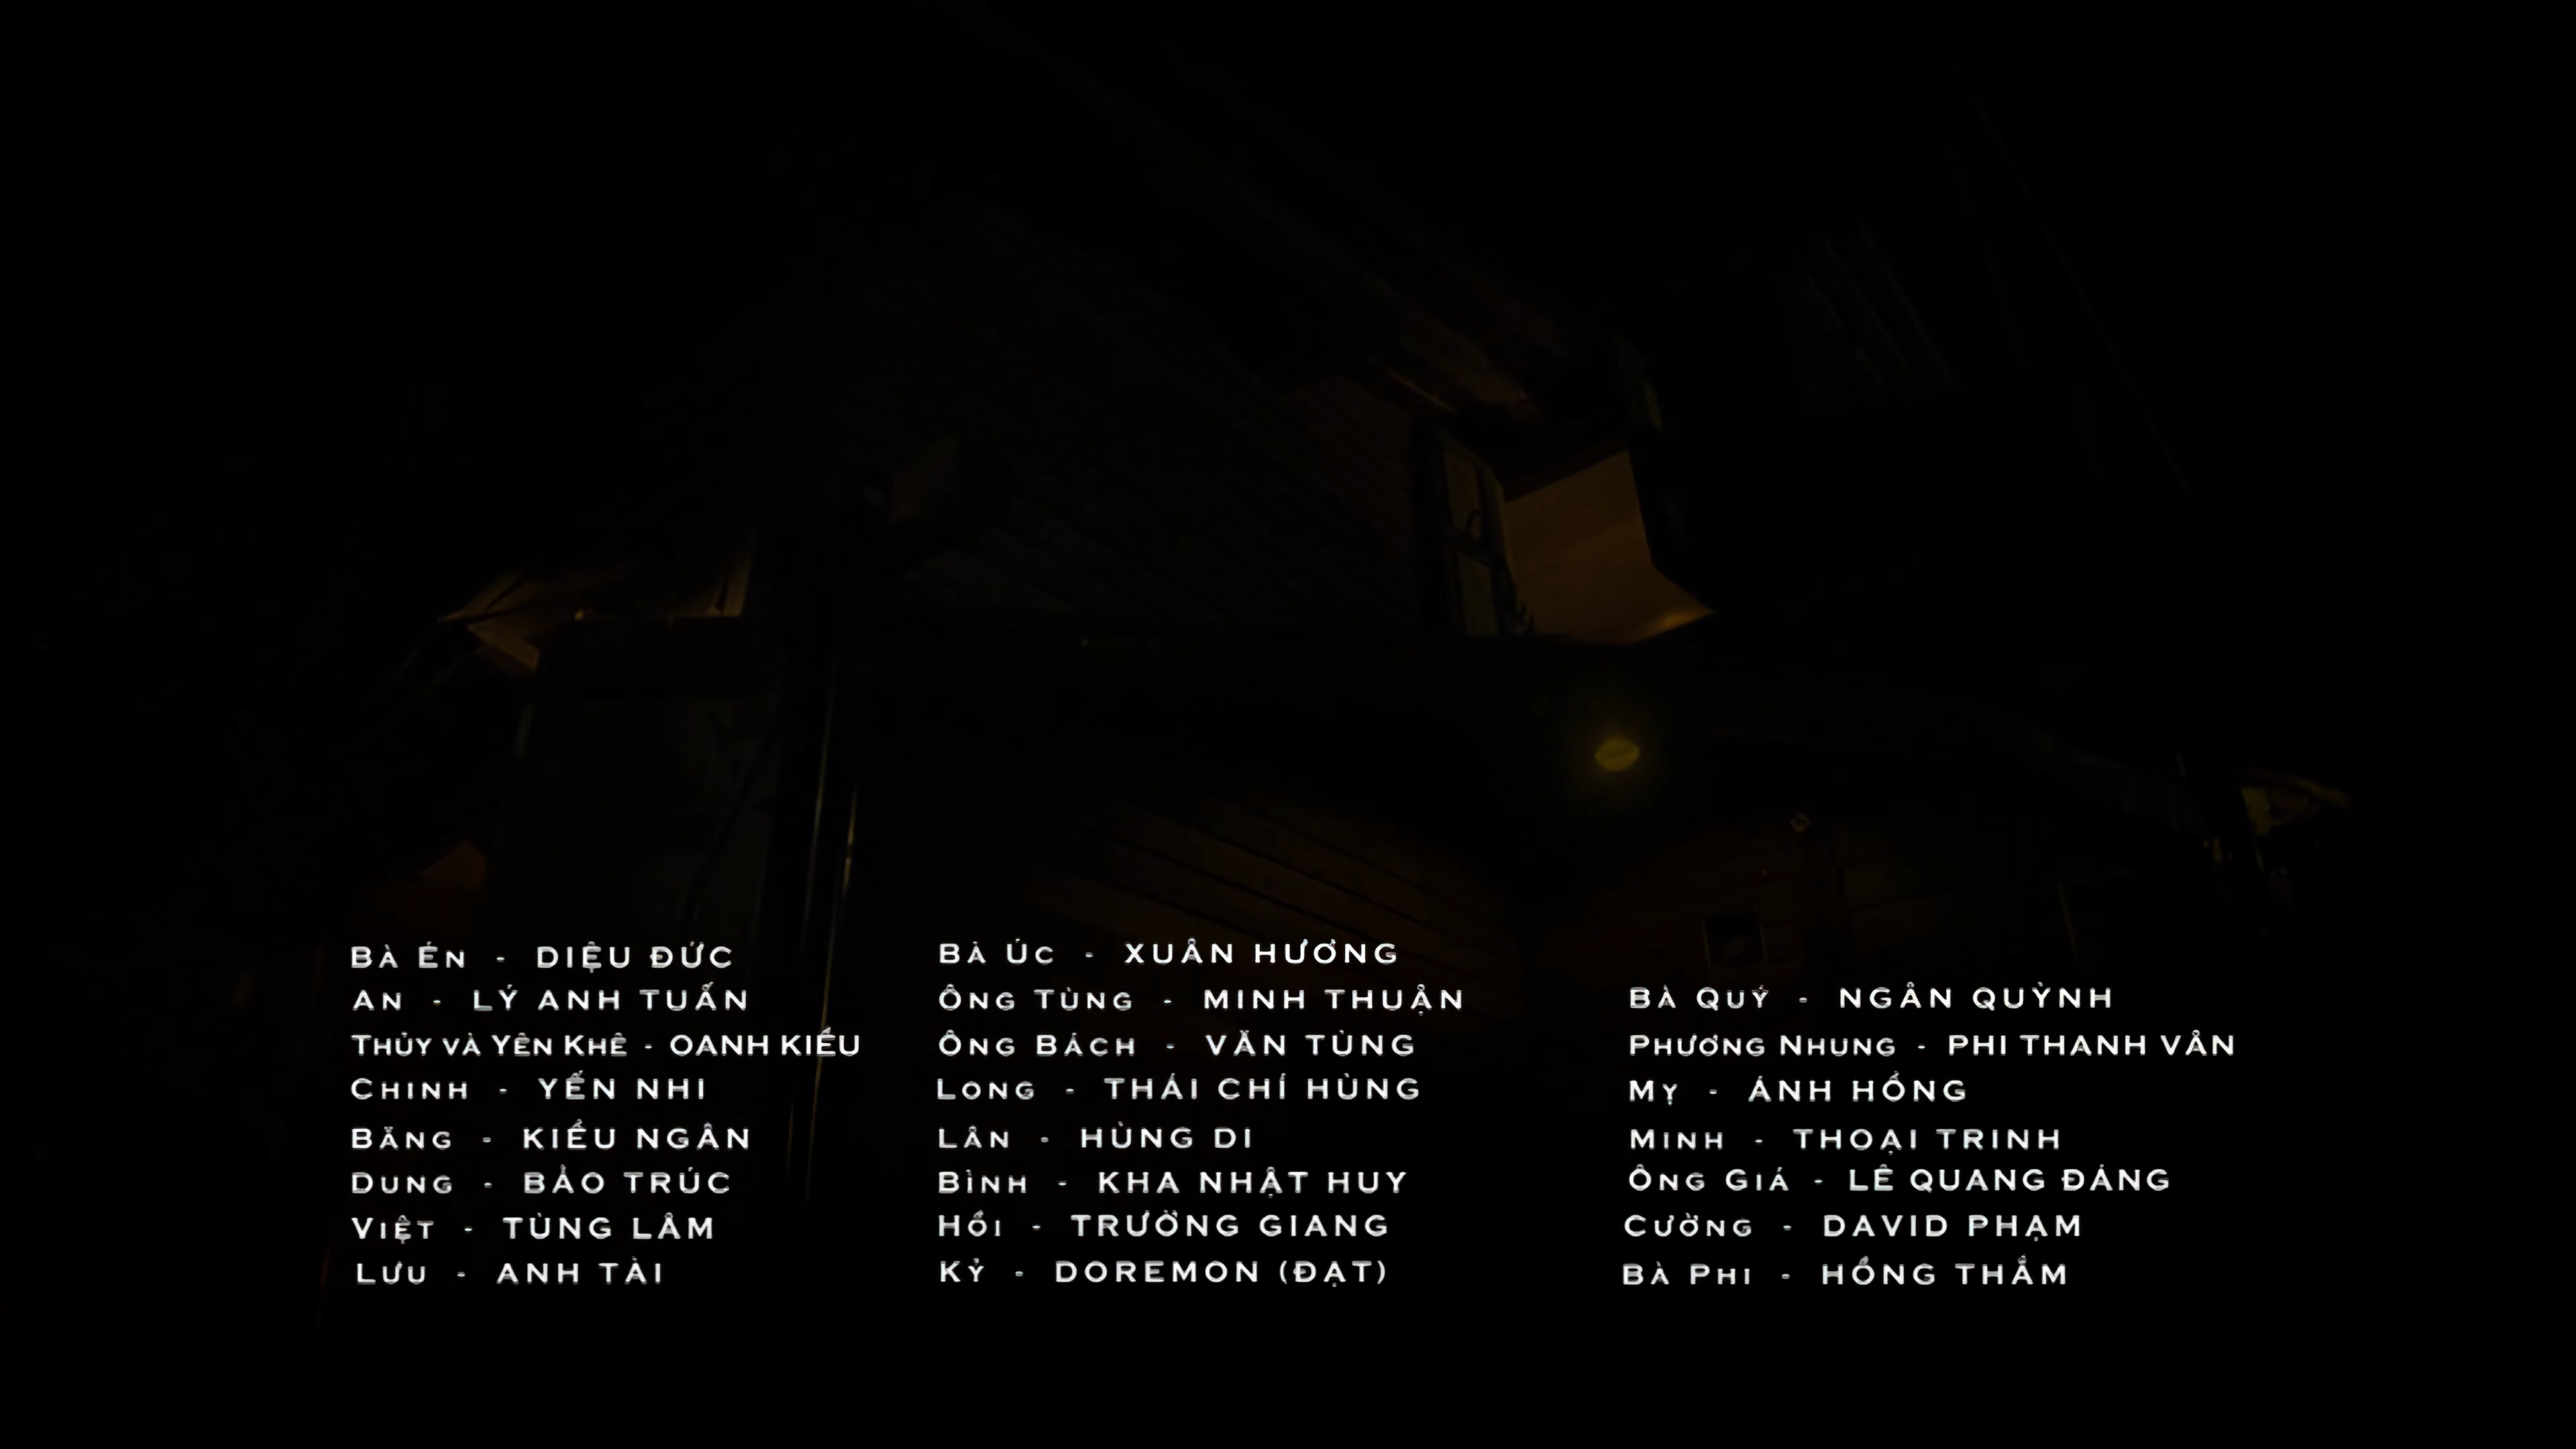 Bà Én - DIỆU ĐỨC
An - LÝ ANH TUẤN
Thủy và Yên Khê - OANH KIỀU
Chinh - YẾN NHI
Băng - KIỀU NGÂN
Dung - BẢO TRÚC
Việt - TÙNG LÂM
Lưu - ANH TÀI
Bà Úc - XUÂN HƯƠNG
Ông Tùng - MINH THUẬN
Ông Bách - VĂN TÙNG
Long - THÁI CHÍ HÙNG
Lân - HÙNG DI
Bình - KHA NHẬT HUY
Hồi - TRƯỜNG GIANG
Kỷ - DOREMON (ĐẠT)
Bà Quý - NGÂN QUỲNH
Phương Nhung - PHI THANH VÂN
Mỵ - ÁNH HỒNG
Minh - THOẠI TRINH
Ông Giá - LÊ QUANG ĐÁNG
Cường - DAVID PHẠM
Bà Phi - HỒNG THẮM